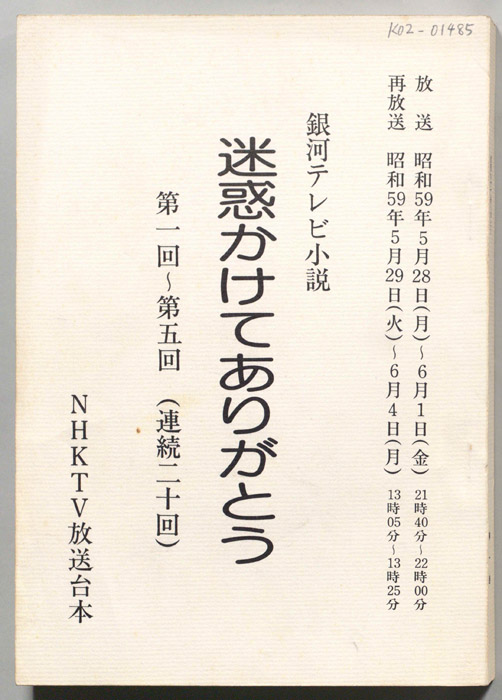 K02-01485
放送 昭和59年5月28日(月)～6月1日(金) 21時40分～22時00分
再放送 昭和59年5月29日(火)～6月4日(月) 13時05分～13時25分
銀河テレビ小説
迷惑かけてありがとう
第一回～第五回 (連続二十回)
NHKTV放送台本